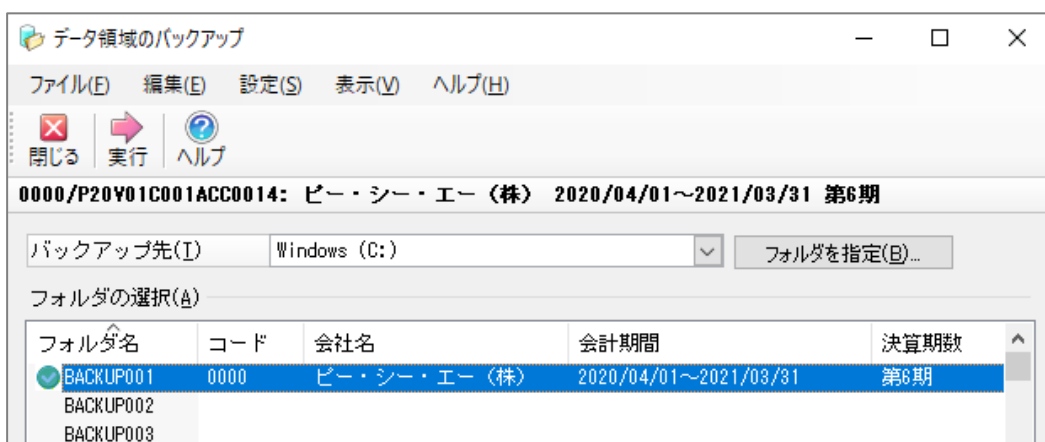 データ領域のバックアップ
ファイル(F) 編集(E) 設定(S) 表示(V) ヘルプ(H)
閉じる 実行 ヘルプ
0000/P20V01C001ACC0014: ピー・シー・エー（株） 2020/04/01～2021/03/31 第6期
バックアップ先(I) Windows (C:) フォルダを指定(B)...
フォルダの選択(A)
フォルダ名 コード 会社名 会計期間 決算期数
BACKUP001 0000 ピー・シー・エー（株） 2020/04/01～2021/03/31 第6期
BACKUP002
BACKUP003